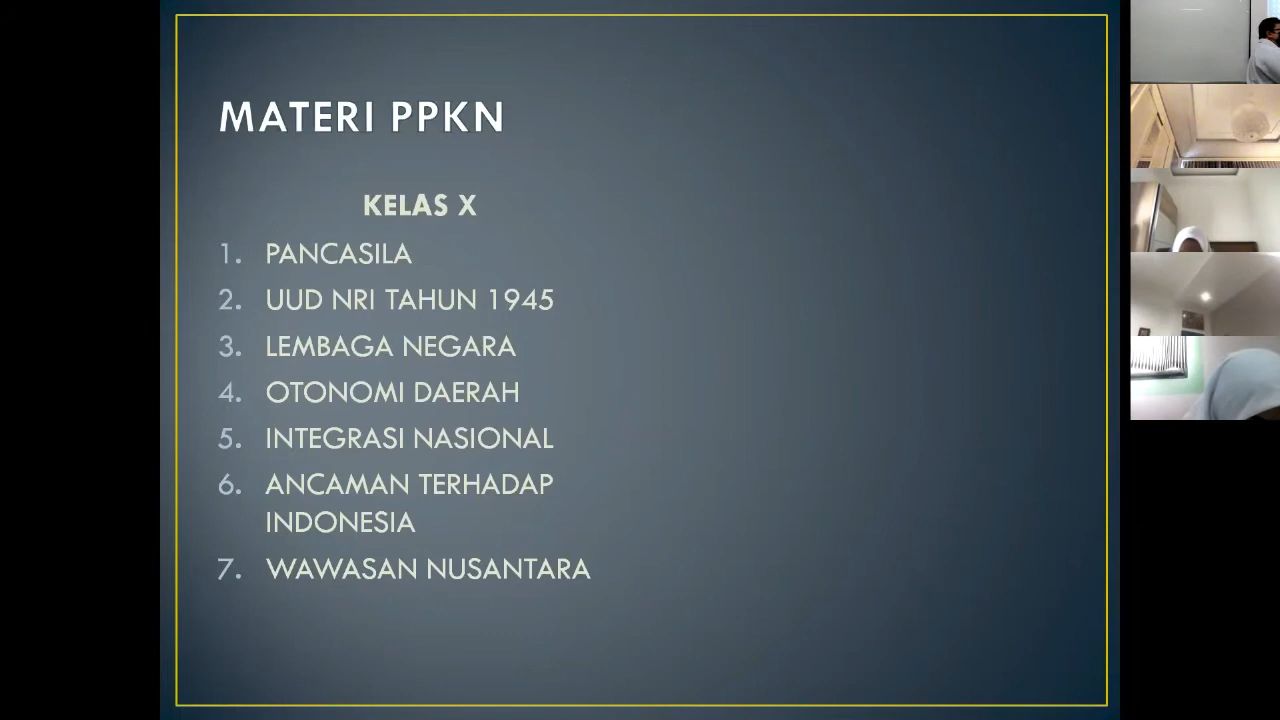 MATERI PPKN
KELAS X
1. PANCASILA
2. UUD NRI TAHUN 1945
3. LEMBAGA NEGARA
4. OTONOMI DAERAH
5. INTEGRASI NASIONAL
6. ANCAMAN TERHADAP
INDONESIA
7. WAWASAN NUSANTARA